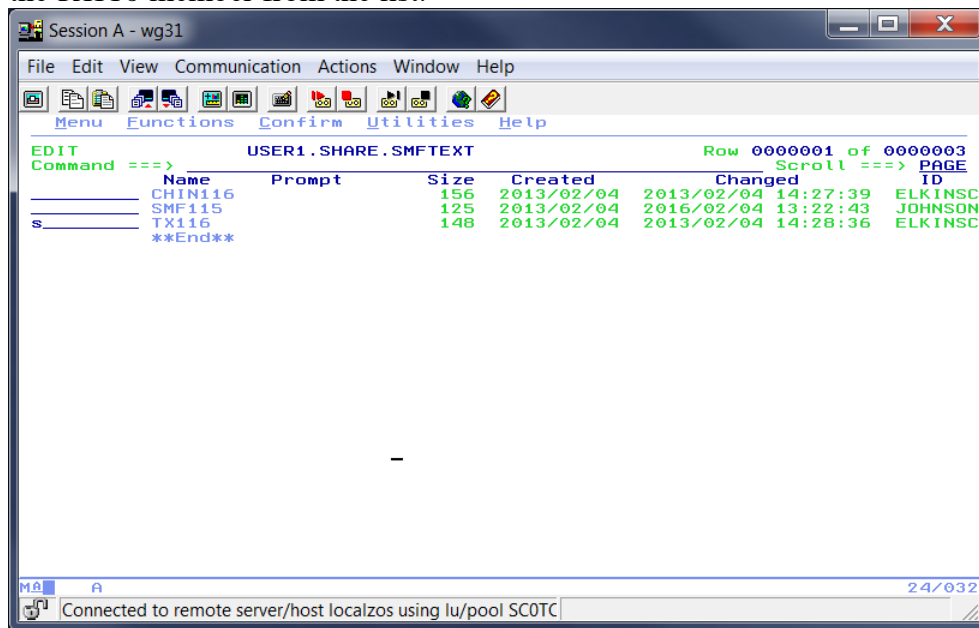 Session A - wg31
File Edit View Communication Actions Window Help
Menu Functions Confirm Utilities Help
EDIT USER1.SHARE.SMFTEXT Row 0000001 of 0000003
Command ===> Scroll ===> PAGE
Name Prompt Size Created Changed ID
CHIN116 156 2013/02/04 2013/02/04 14:27:39 ELKINSC
SMF115 125 2013/02/04 2016/02/04 13:22:43 JOHNSON
s TX116 148 2013/02/04 2013/02/04 14:28:36 ELKINSC
**End**
MA A 24/032
Connected to remote server/host localzos using lu/pool SC0TC